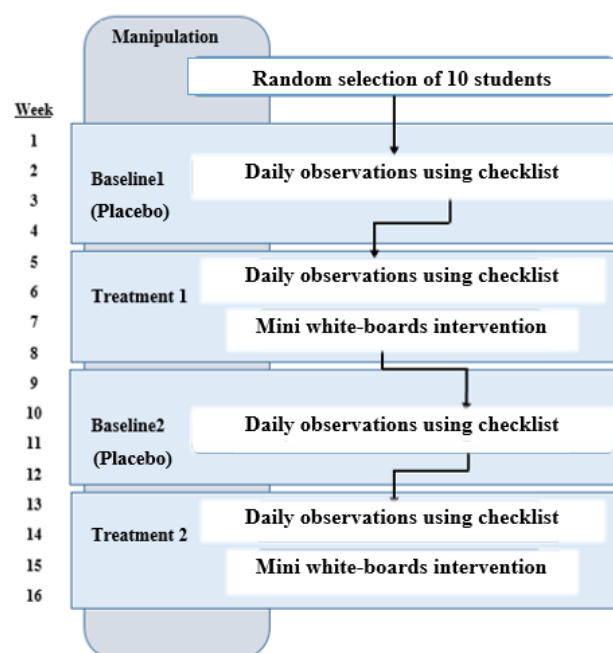 Manipulation
Random selection of 10 students
Week
1
2
3
4
Baseline1
(Placebo)
Daily observations using checklist
5
6
7
8
Treatment 1
Daily observations using checklist
Mini white-boards intervention
9
10
11
12
Baseline2
(Placebo)
Daily observations using checklist
13
14
15
16
Treatment 2
Daily observations using checklist
Mini white-boards intervention